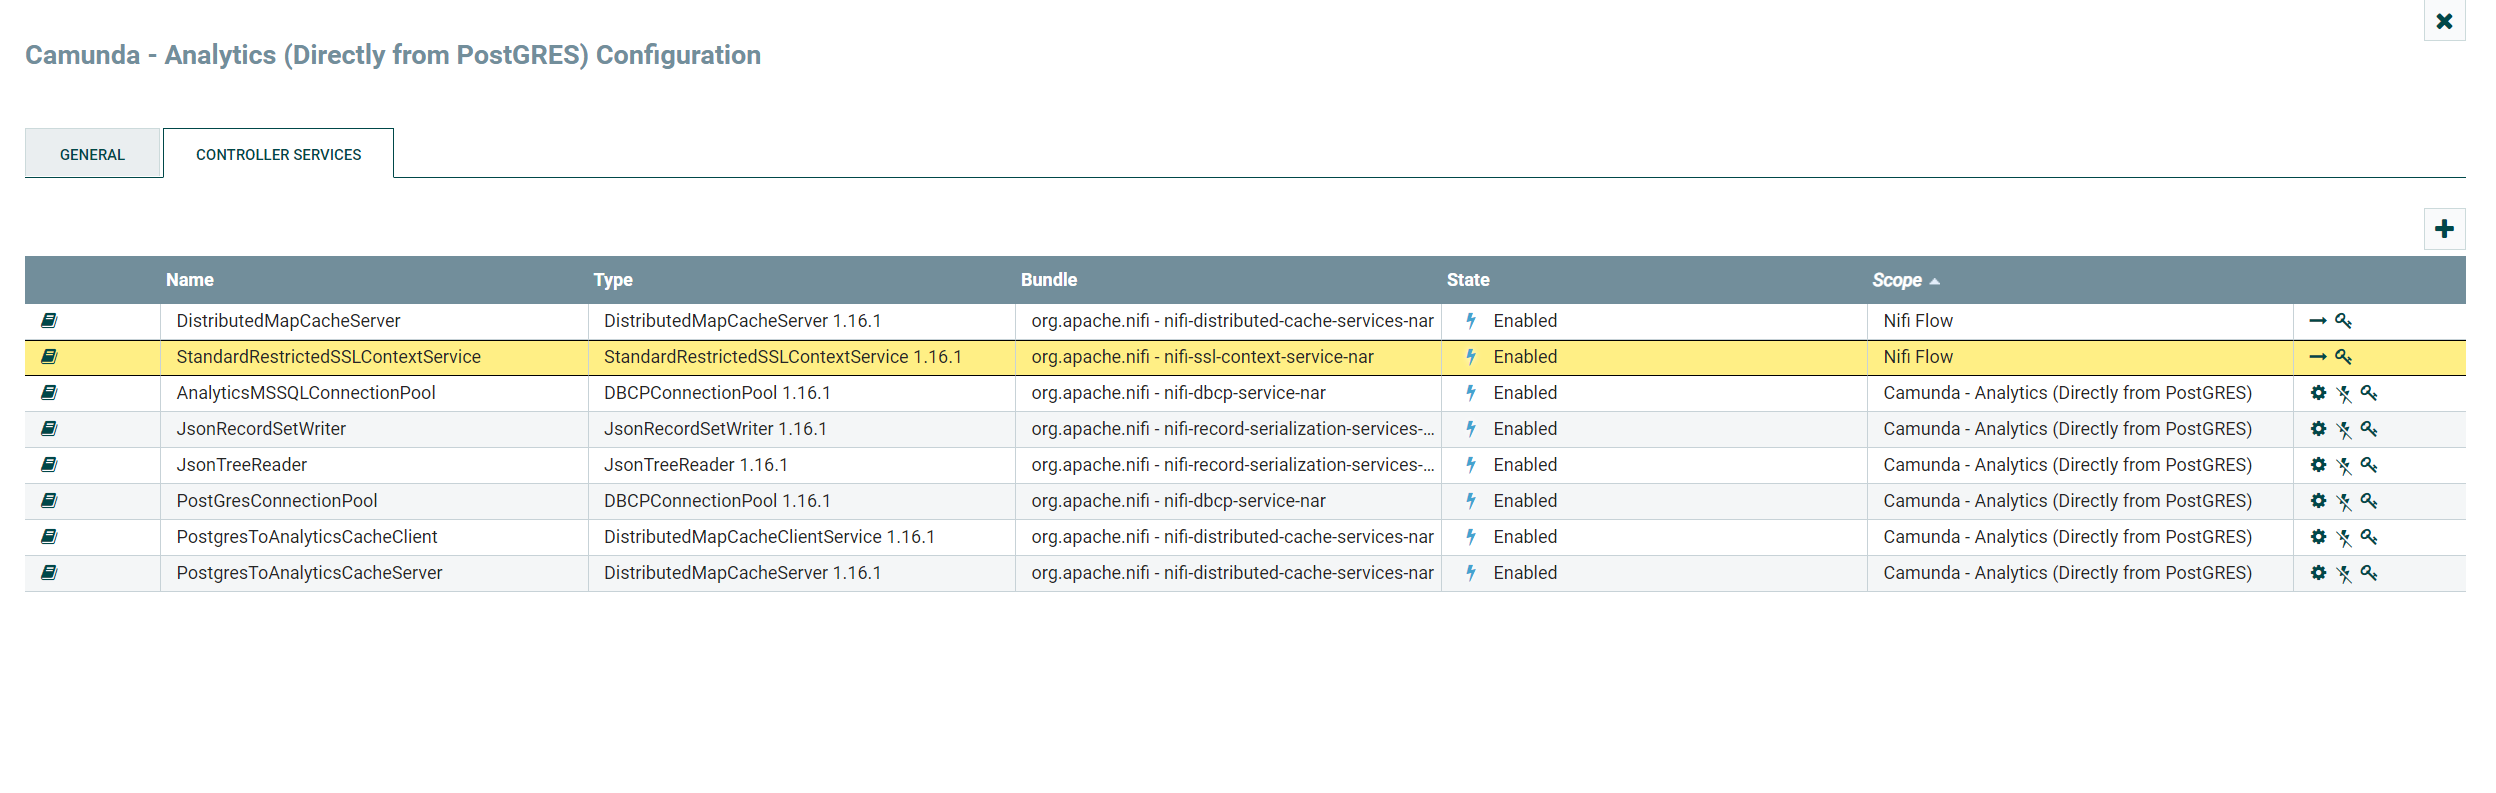 Camunda - Analytics (Directly from PostGRES) Configuration
GENERAL CONTROLLER SERVICES
Name Type Bundle State Scope
DistributedMapCacheServer DistributedMapCacheServer 1.16.1 org.apache.nifi - nifi-distributed-cache-services-nar Enabled Nifi Flow
StandardRestrictedSSLContextService StandardRestrictedSSLContextService 1.16.1 org.apache.nifi - nifi-ssl-context-service-nar Enabled Nifi Flow
AnalyticsMSSQLConnectionPool DBCPConnectionPool 1.16.1 org.apache.nifi - nifi-dbcp-service-nar Enabled Camunda - Analytics (Directly from PostGRES)
JsonRecordSetWriter JsonRecordSetWriter 1.16.1 org.apache.nifi - nifi-record-serialization-services-... Enabled Camunda - Analytics (Directly from PostGRES)
JsonTreeReader JsonTreeReader 1.16.1 org.apache.nifi - nifi-record-serialization-services-... Enabled Camunda - Analytics (Directly from PostGRES)
PostGresConnectionPool DBCPConnectionPool 1.16.1 org.apache.nifi - nifi-dbcp-service-nar Enabled Camunda - Analytics (Directly from PostGRES)
PostgresToAnalyticsCacheClient DistributedMapCacheClientService 1.16.1 org.apache.nifi - nifi-distributed-cache-services-nar Enabled Camunda - Analytics (Directly from PostGRES)
PostgresToAnalyticsCacheServer DistributedMapCacheServer 1.16.1 org.apache.nifi - nifi-distributed-cache-services-nar Enabled Camunda - Analytics (Directly from PostGRES)